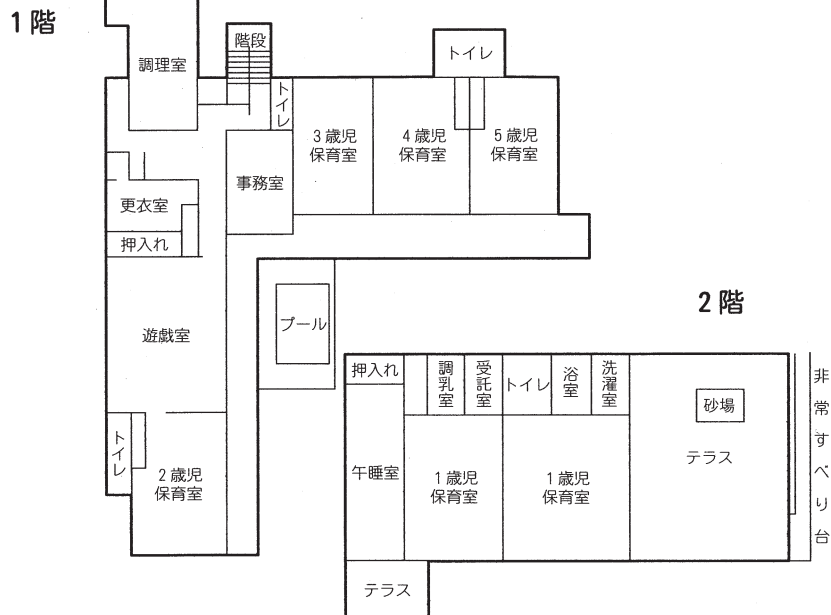 1階
階段
調理室
トイレ
トイレ
3歳児
保育室
4歳児
保育室
5歳児
保育室
事務室
更衣室
押入れ
遊戯室
プール
トイレ
2歳児
保育室
2階
押入れ
調乳室
受託室
トイレ
浴室
洗濯室
砂場
テラス
非常すべり台
午睡室
1歳児
保育室
1歳児
保育室
テラス